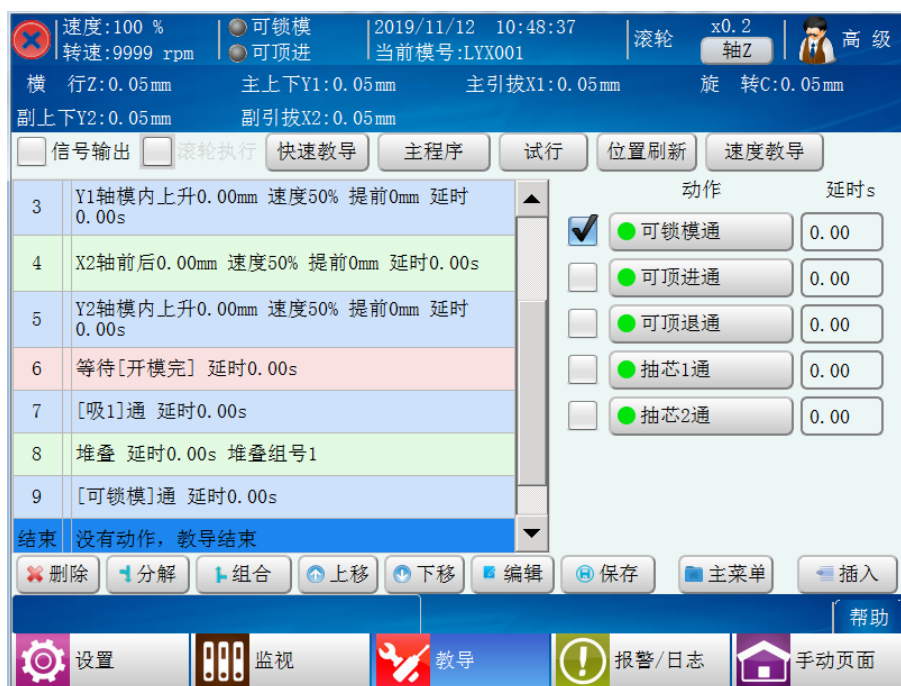 速度:100 % 可锁模 2019/11/12 10:48:37 滚轮 x0.2 高 级
转速:9999 rpm 可顶进 当前模号:LYX001 轴Z
横 行Z:0.05mm 主上下Y1:0.05mm 主引拔X1:0.05mm 旋 转C:0.05mm
副上下Y2:0.05mm 副引拔X2:0.05mm
信号输出 滚轮执行 快速教导 主程序 试行 位置刷新 速度教导
动作 延时s
3 Y1轴模内上升0.00mm 速度50% 提前0mm 延时
0.00s
可锁模通 0.00
4 X2轴前后0.00mm 速度50% 提前0mm 延时0.00s
可顶进通 0.00
5 Y2轴模内上升0.00mm 速度50% 提前0mm 延时
0.00s
可顶退通 0.00
6 等待[开模完] 延时0.00s
抽芯1通 0.00
7 [吸1]通 延时0.00s
抽芯2通 0.00
8 堆叠 延时0.00s 堆叠组号1
9 [可锁模]通 延时0.00s
结束 没有动作，教导结束
删除 分解 组合 上移 下移 编辑 保存 主菜单 插入
帮助
设置 监视 教导 报警/日志 手动页面